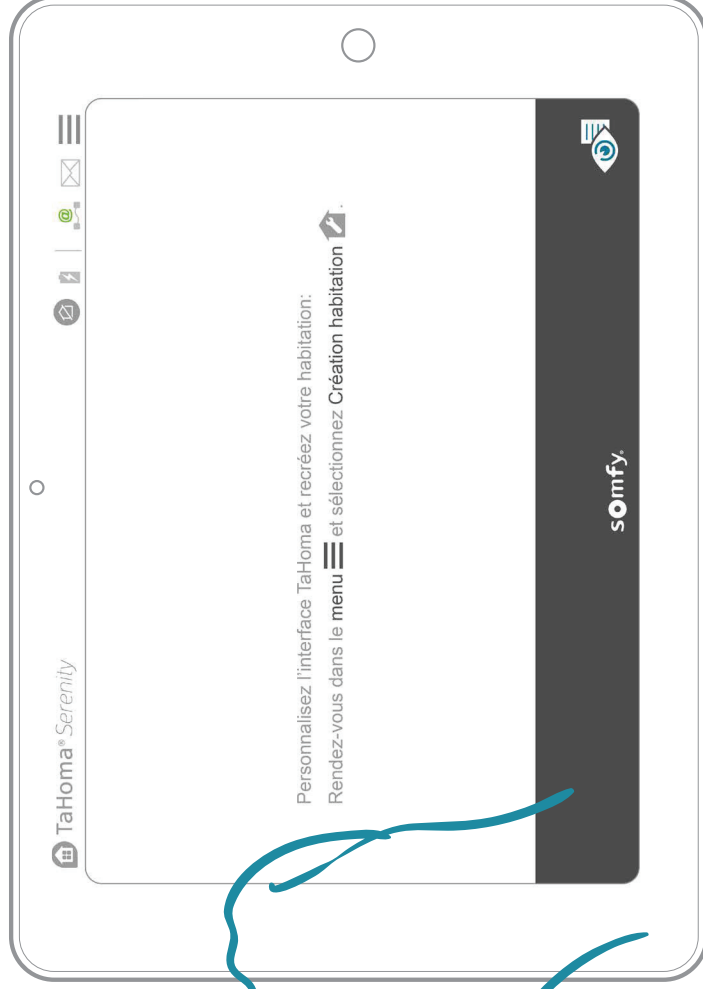 TaHoma® Serenity
@
Personnalisez l'interface TaHoma et recréez votre habitation:
Rendez-vous dans le menu et sélectionnez Création habitation .
somfy.